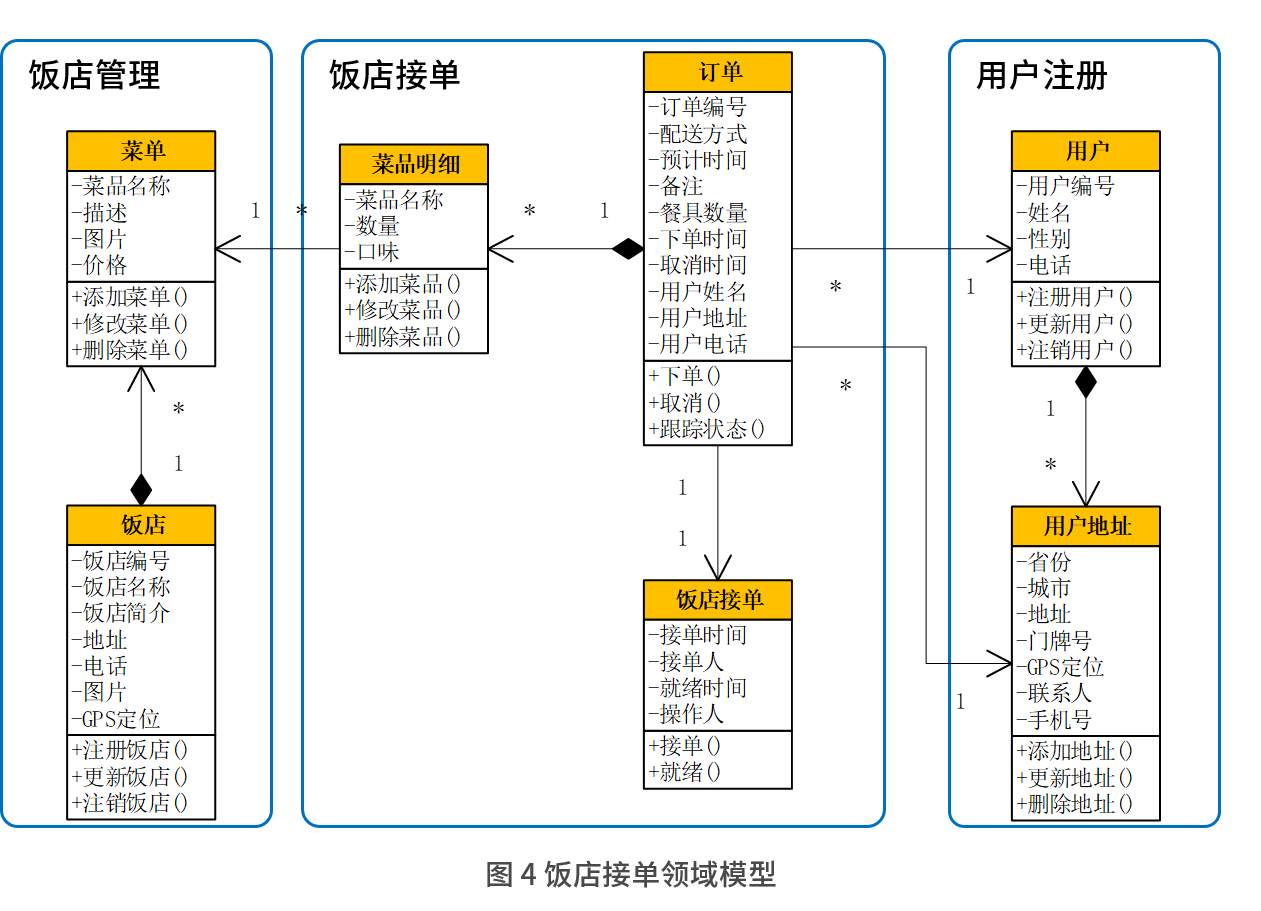 饭店管理
菜单
-菜品名称
-描述
-图片
-价格
+添加菜单()
+修改菜单()
+删除菜单()
*
1
饭店
-饭店编号
-饭店名称
-饭店简介
-地址
-电话
-图片
-GPS定位
+注册饭店()
+更新饭店()
+注销饭店()
1
*
饭店接单
菜品明细
-菜品名称
-数量
-口味
+添加菜品()
+修改菜品()
+删除菜品()
*
1
订单
-订单编号
-配送方式
-预计时间
-备注
-餐具数量
-下单时间
-取消时间
-用户姓名
-用户地址
-用户电话
+下单()
+取消()
+跟踪状态()
1
1
饭店接单
-接单时间
-接单人
-就绪时间
-操作人
+接单()
+就绪()
*
1
*
1
用户注册
用户
-用户编号
-姓名
-性别
-电话
+注册用户()
+更新用户()
+注销用户()
1
*
用户地址
-省份
-城市
-地址
-门牌号
-GPS定位
-联系人
-手机号
+添加地址()
+更新地址()
+删除地址()
图 4 饭店接单领域模型